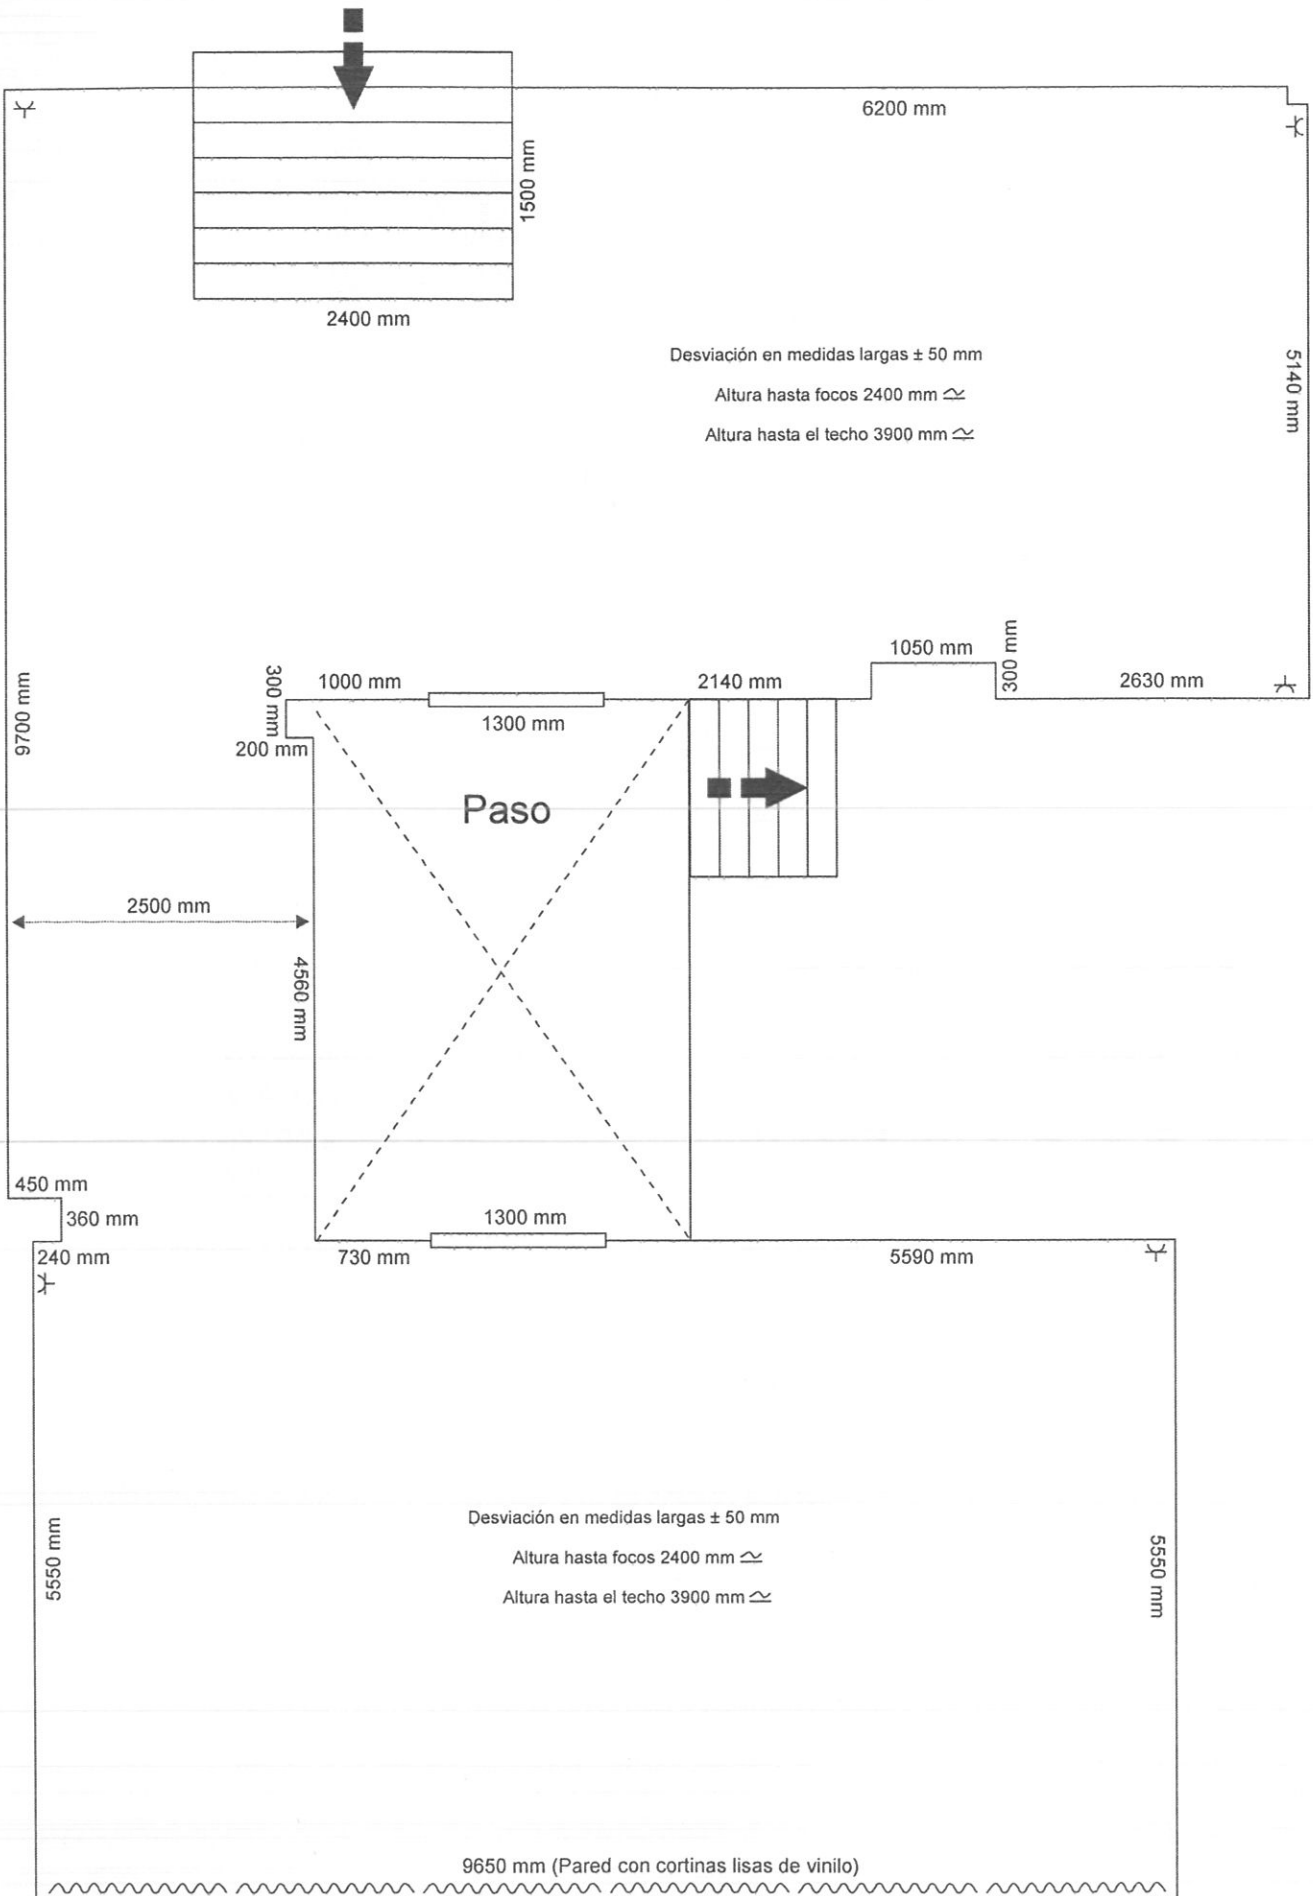 6200 mm
1500 mm
2400 mm
Desviación en medidas largas ± 50 mm
Altura hasta focos 2400 mm ≃
Altura hasta el techo 3900 mm ≃
5140 mm
1050 mm
300 mm
300 mm
1000 mm
2140 mm
2630 mm
9700 mm
1300 mm
200 mm
Paso
2500 mm
4560 mm
450 mm
360 mm
1300 mm
240 mm
730 mm
5590 mm
Desviación en medidas largas ± 50 mm
Altura hasta focos 2400 mm ≃
Altura hasta el techo 3900 mm ≃
5550 mm
5550 mm
9650 mm (Pared con cortinas lisas de vinilo)